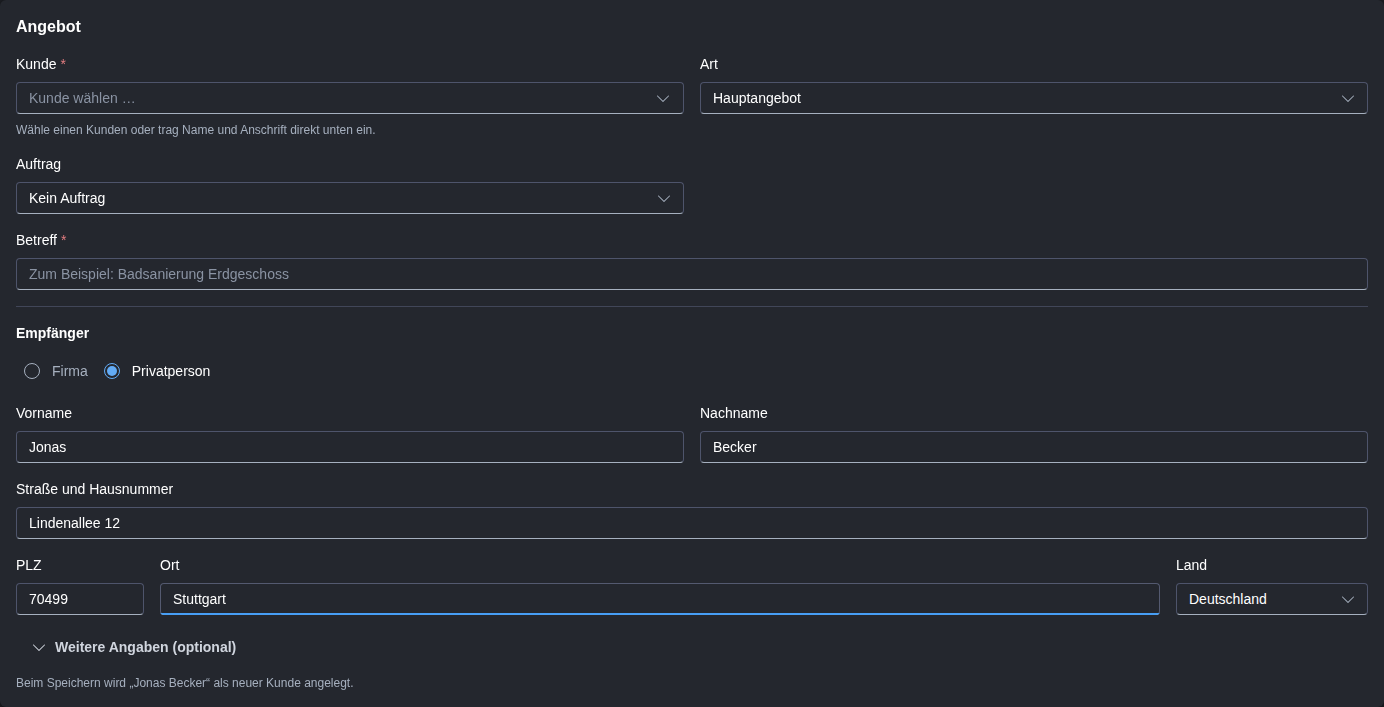 Angebot
Kunde *
Art
Kunde wählen …
Hauptangebot
Wähle einen Kunden oder trag Name und Anschrift direkt unten ein.
Auftrag
Kein Auftrag
Betreff *
Zum Beispiel: Badsanierung Erdgeschoss
Empfänger
Firma
Privatperson
Vorname
Nachname
Jonas
Becker
Straße und Hausnummer
Lindenallee 12
PLZ
Ort
Land
70499
Stuttgart
Deutschland
Weitere Angaben (optional)
Beim Speichern wird „Jonas Becker“ als neuer Kunde angelegt.